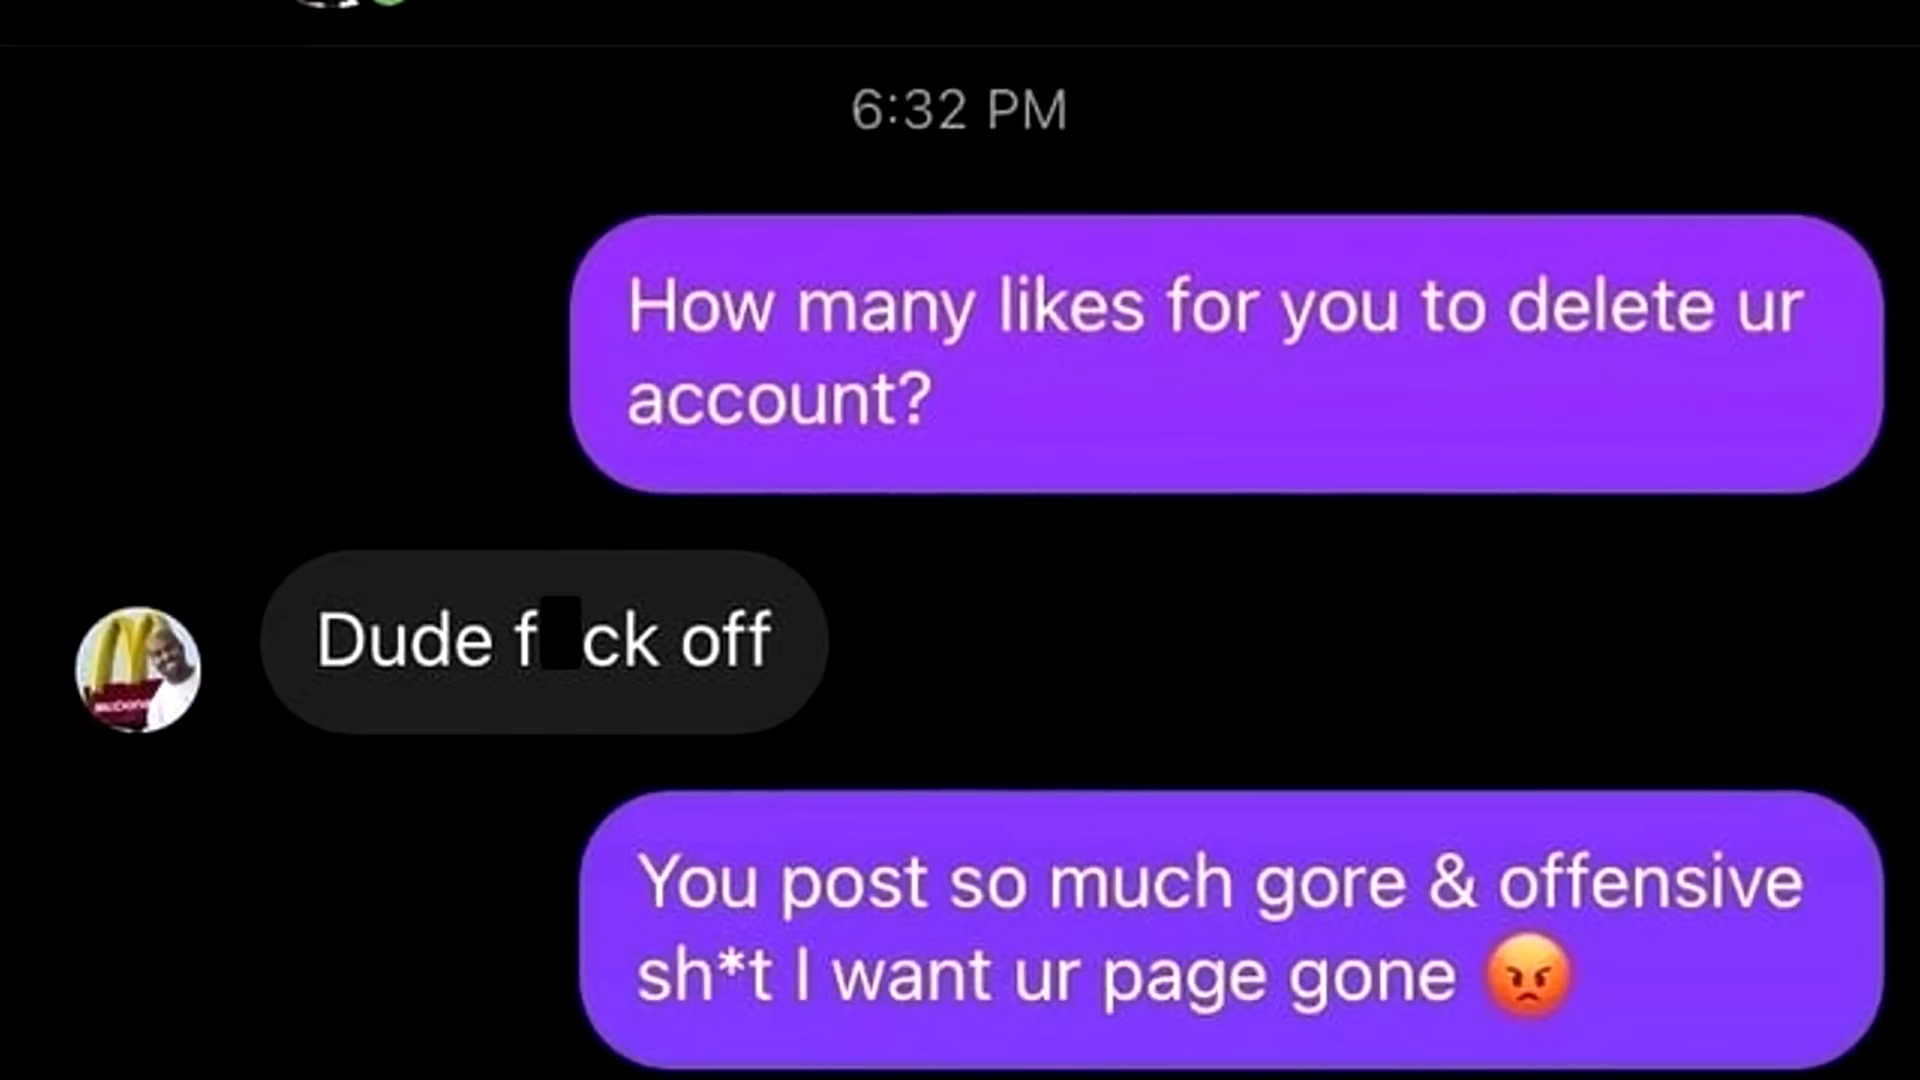 6:32 PM
How many likes for you to delete ur
account?
Dude f ck off
You post so much gore & offensive
sh*t I want ur page gone 😡